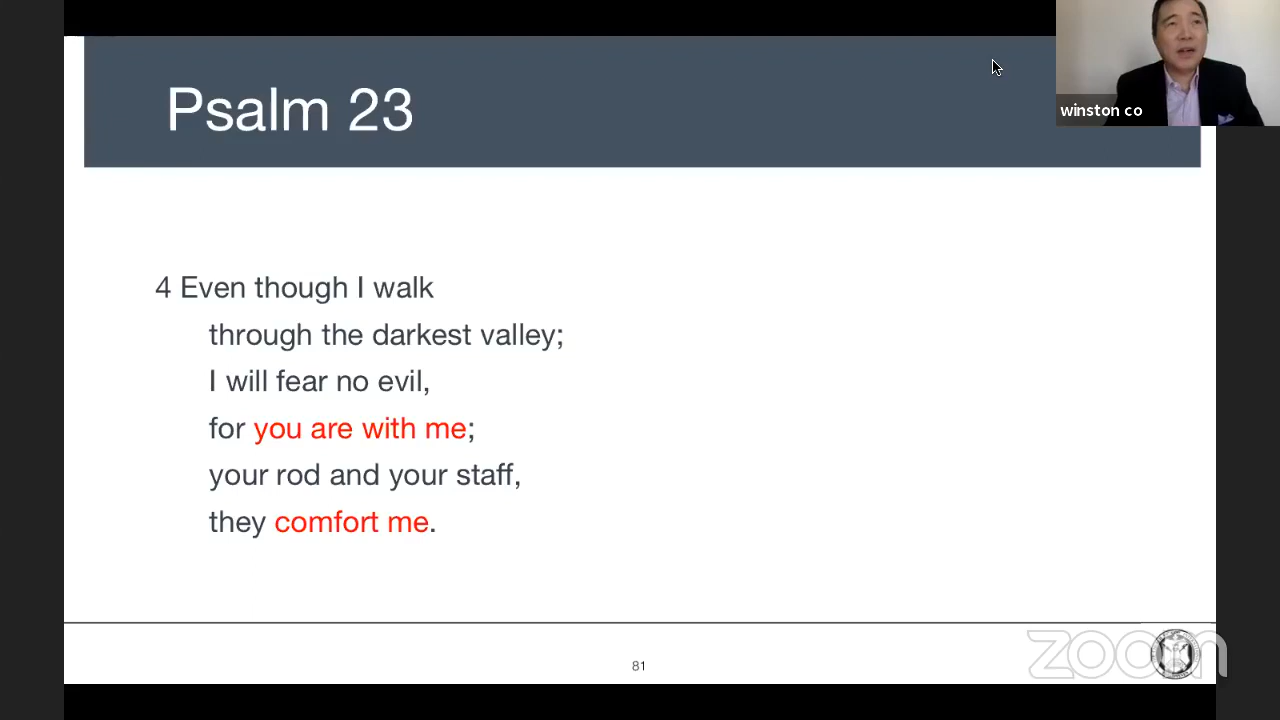 Psalm 23
winston co
4 Even though I walk
through the darkest valley;
I will fear no evil,
for you are with me;
your rod and your staff,
they comfort me.
81
zoom